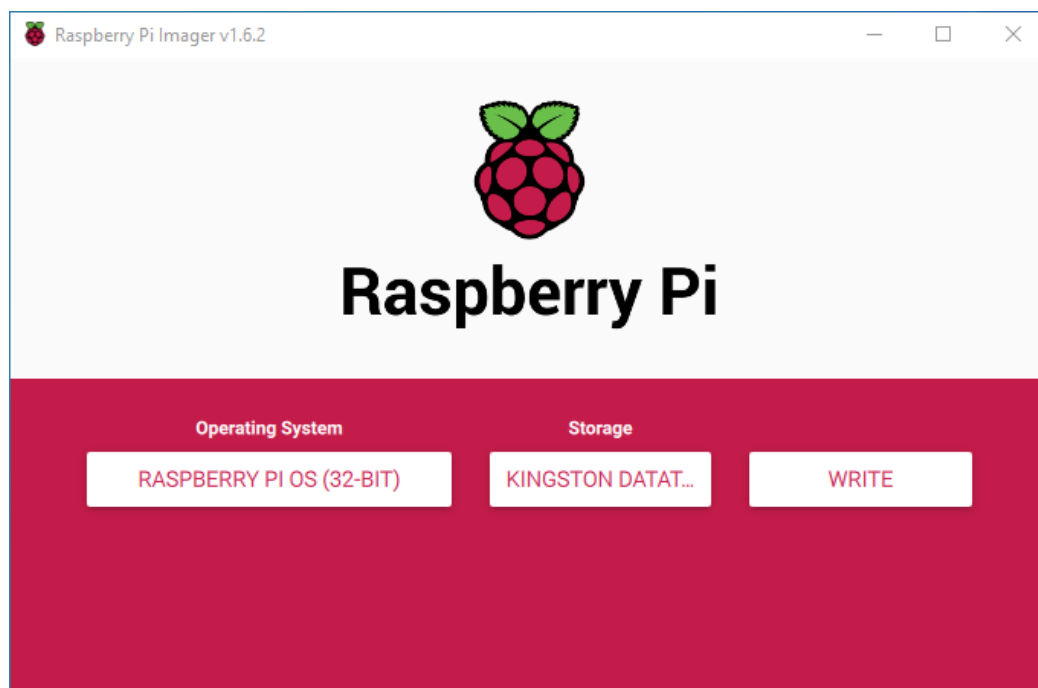 Raspberry Pi Imager v1.6.2
Raspberry Pi
Operating System
Storage
RASPBERRY PI OS (32-BIT)
KINGSTON DATAT...
WRITE